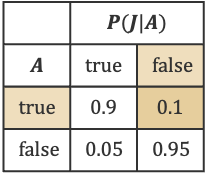 P(J|A)
A true false
true 0.9 0.1
false 0.05 0.95